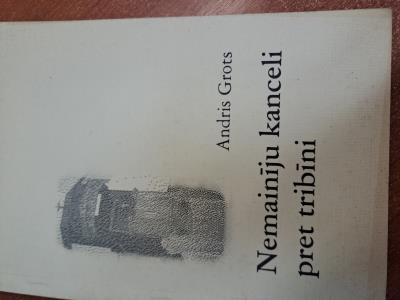 Andris Grots
Nemainīju kanceli
pret tribīni